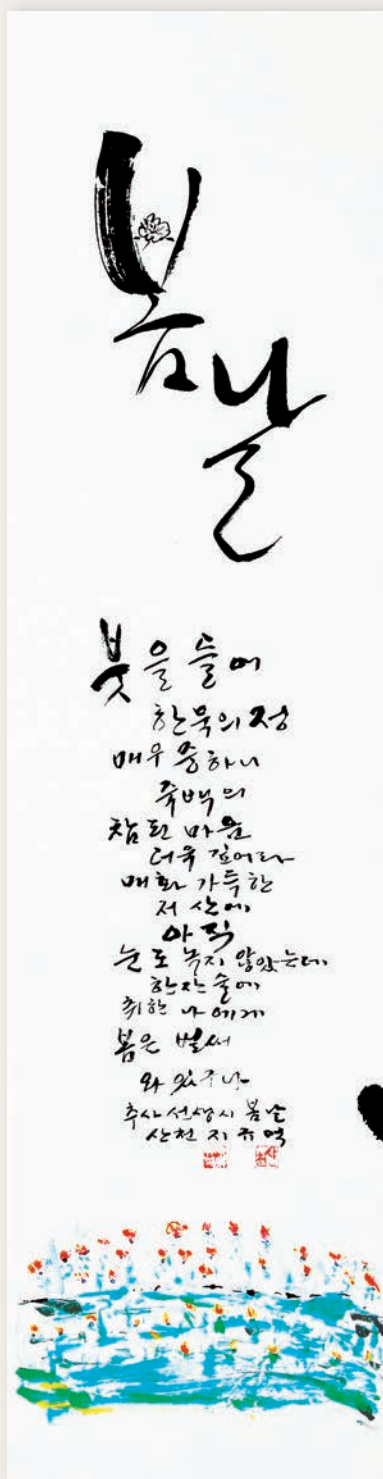 봄날
붓을 들어
한묵의 정
매우 중하니
죽백의
참된 마음
더욱 깊어라
매화 가득한
저 산에
아직
눈도 녹지 않았는데
한잔 술에
취한 나에게
봄은 벌써
와 있구나
추사 선생 시 봄날
산천 지